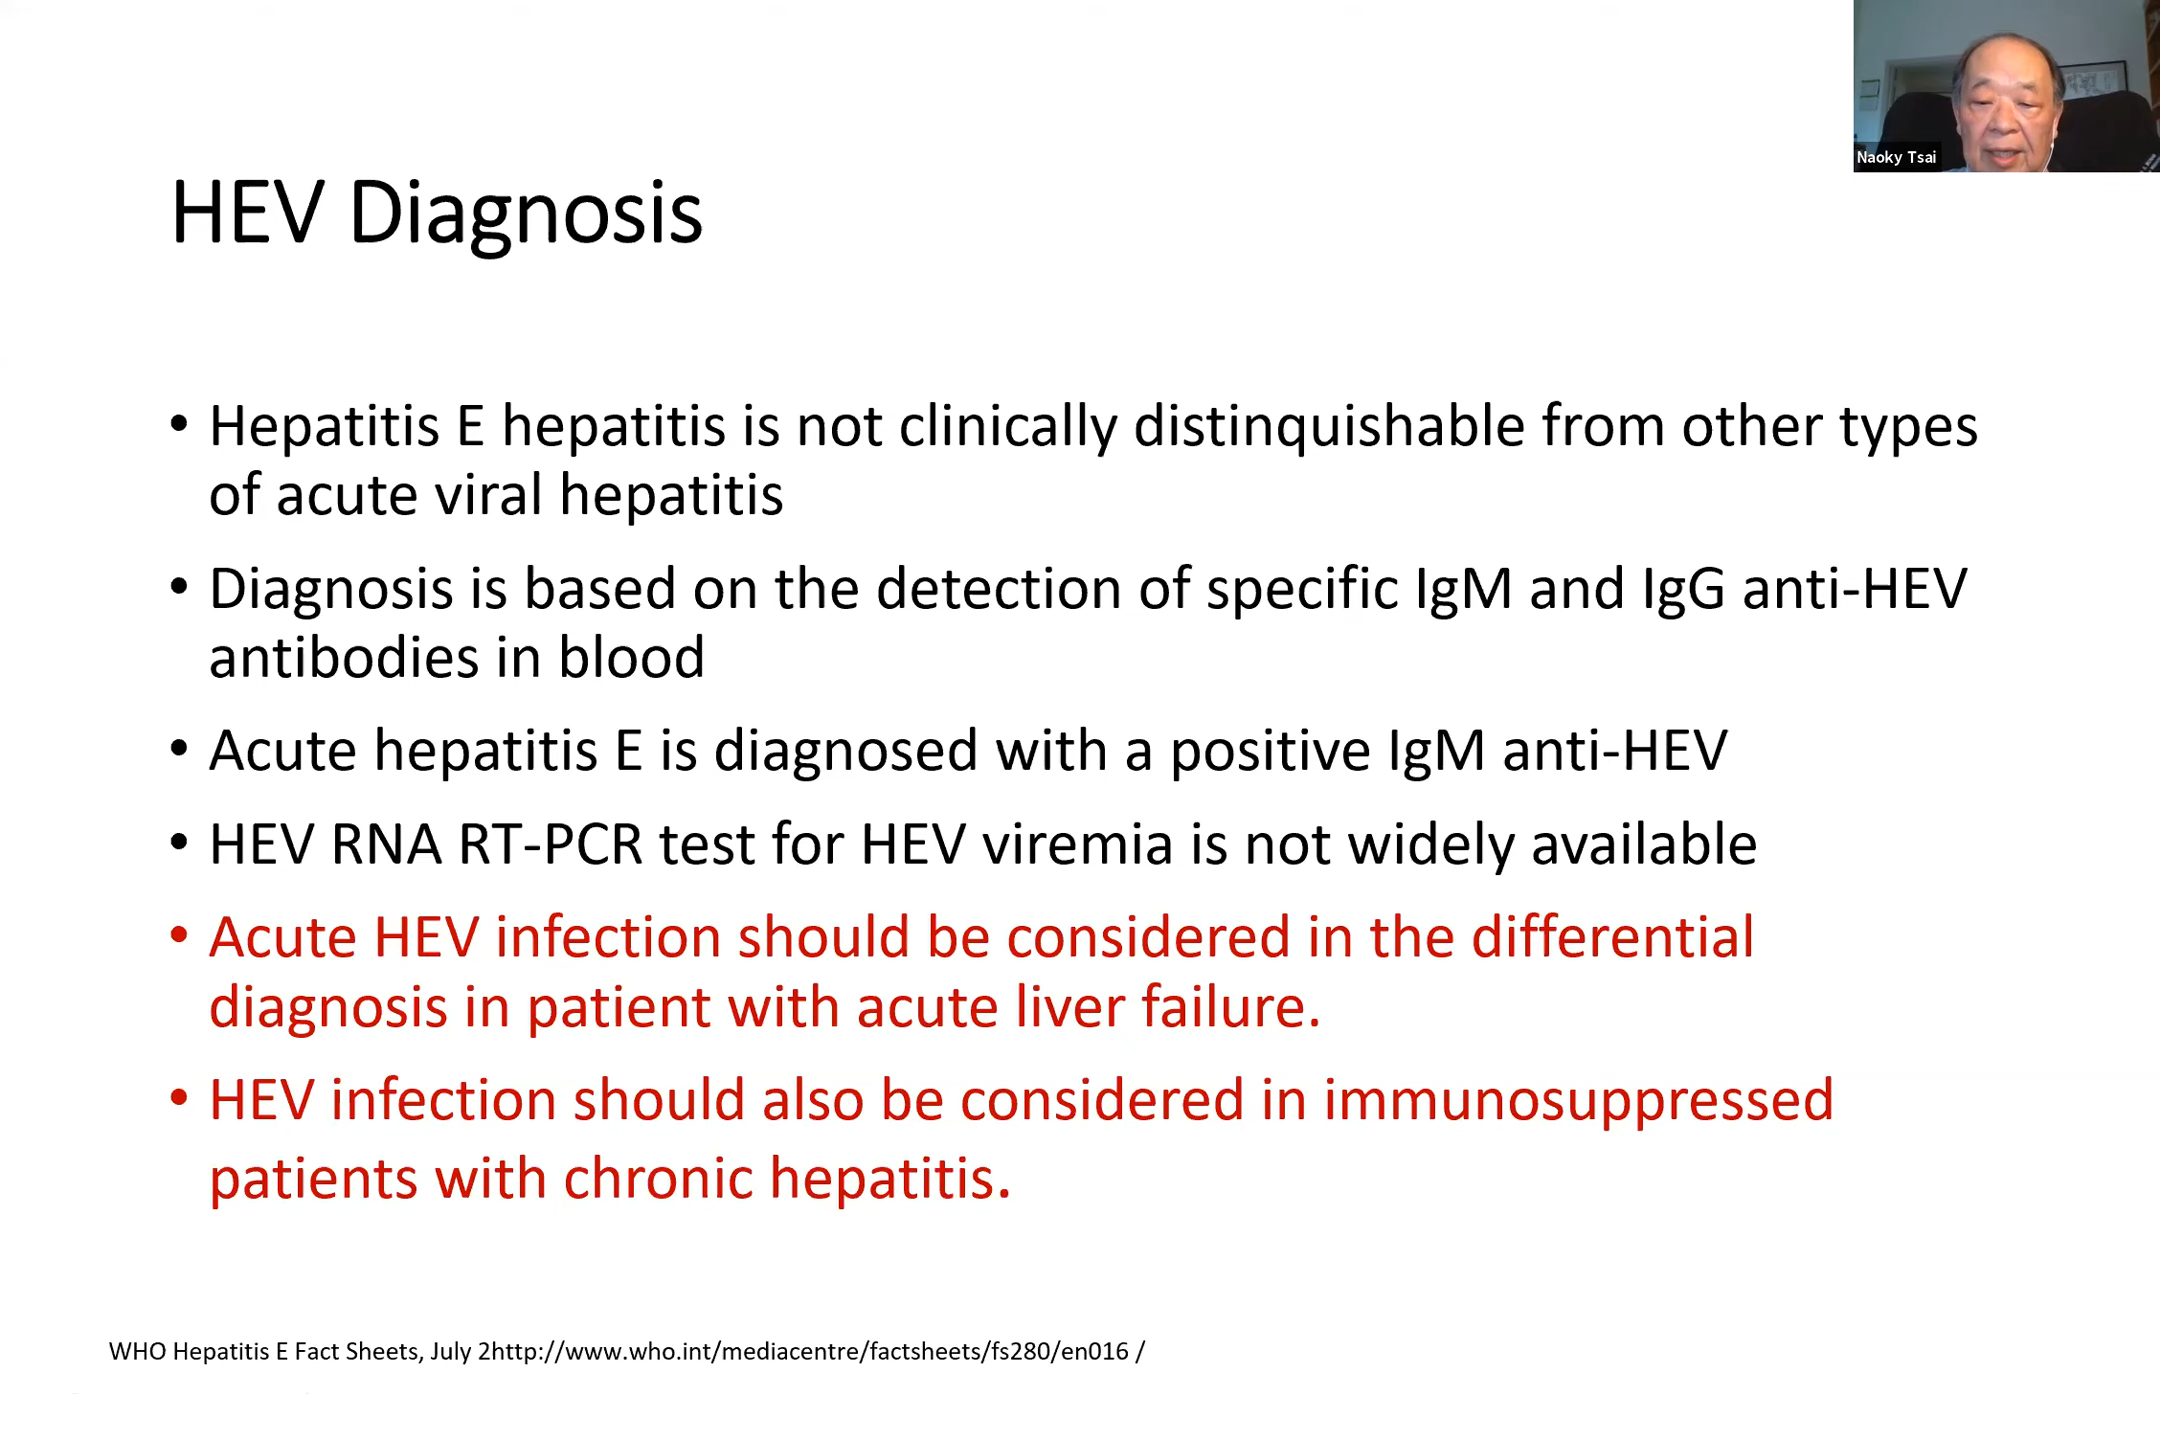 Naoky Tsai
HEV Diagnosis
• Hepatitis E hepatitis is not clinically distinquishable from other types
of acute viral hepatitis
• Diagnosis is based on the detection of specific IgM and IgG anti-HEV
antibodies in blood
• Acute hepatitis E is diagnosed with a positive IgM anti-HEV
• HEV RNA RT-PCR test for HEV viremia is not widely available
• Acute HEV infection should be considered in the differential
diagnosis in patient with acute liver failure.
• HEV infection should also be considered in immunosuppressed
patients with chronic hepatitis.
WHO Hepatitis E Fact Sheets, July 2http://www.who.int/mediacentre/factsheets/fs280/en016 /